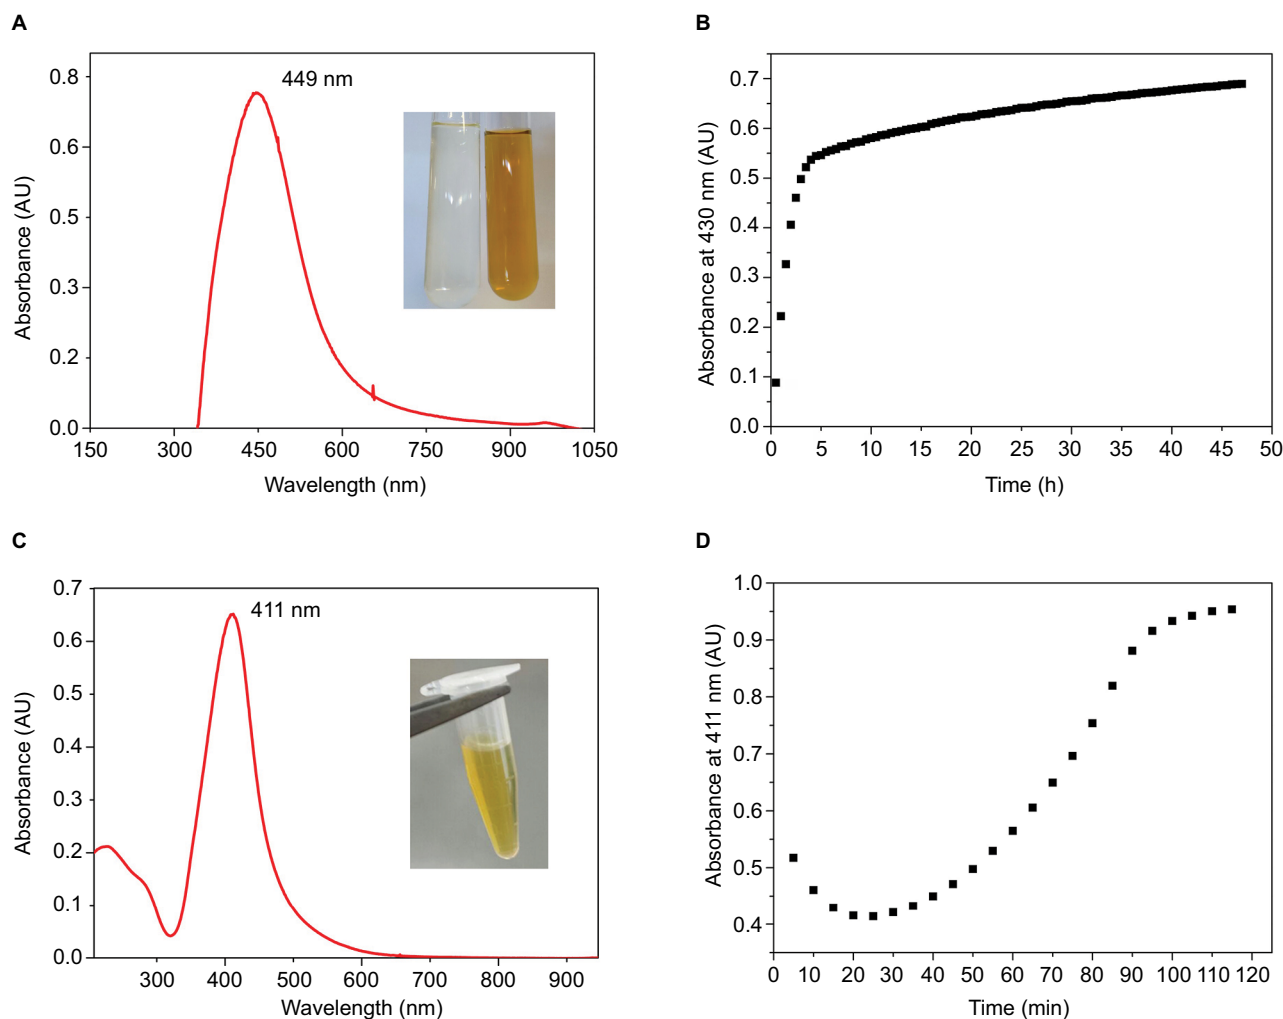 A
Absorbance (AU)
0.8
0.6
0.5
0.3
0.2
0.0
449 nm
150 300 450 600 750 900 1050
Wavelength (nm)
B
Absorbance at 430 nm (AU)
0.7
0.6
0.5
0.4
0.3
0.2
0.1
0.0
0 5 10 15 20 25 30 35 40 45 50
Time (h)
C
Absorbance (AU)
0.7
0.6
0.5
0.4
0.3
0.2
0.1
0.0
411 nm
300 400 500 600 700 800 900
Wavelength (nm)
D
Absorbance at 411 nm (AU)
1.0
0.9
0.8
0.7
0.6
0.5
0.4
0 10 20 30 40 50 60 70 80 90 100 110 120
Time (min)